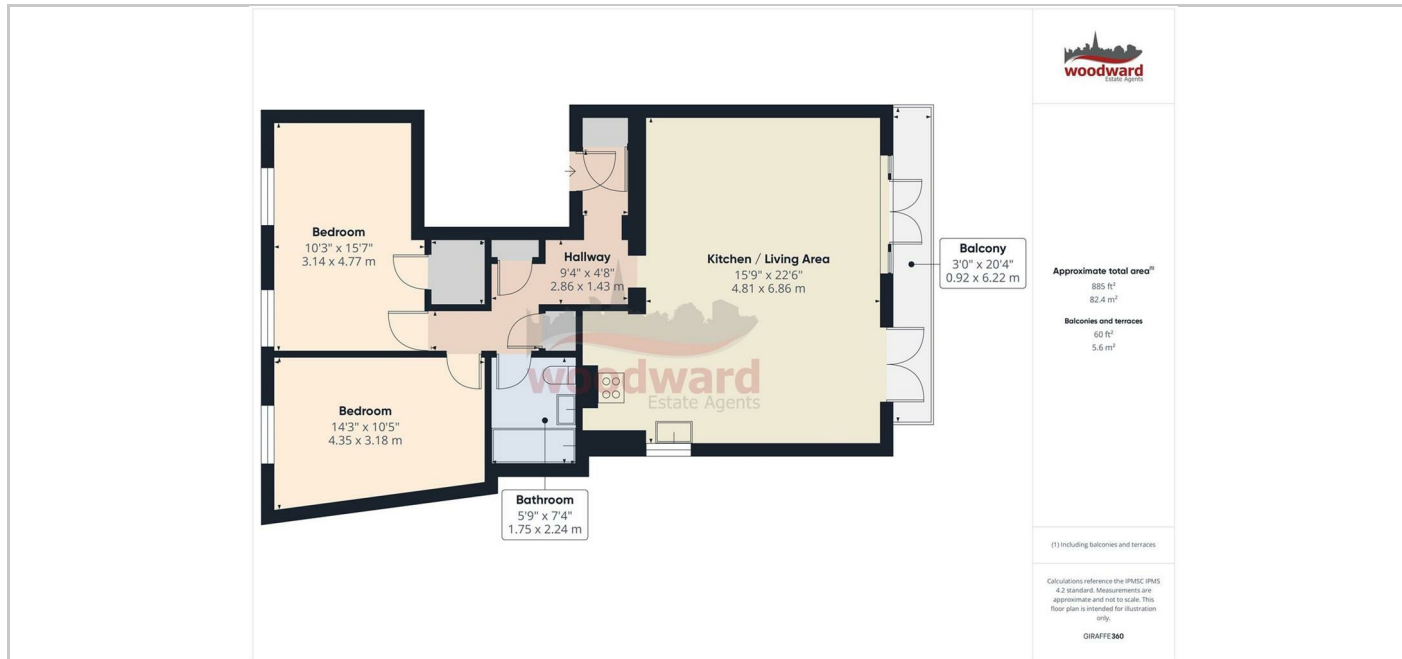 Bedroom
10'3" x 15'7"
3.14 x 4.77 m
Hallway
9'4" x 4'8"
2.86 x 1.43 m
Kitchen / Living Area
15'9" x 22'6"
4.81 x 6.86 m
Balcony
3'0" x 20'4"
0.92 x 6.22 m
Bedroom
14'3" x 10'5"
4.35 x 3.18 m
Bathroom
5'9" x 7'4"
1.75 x 2.24 m
woodward
Estate Agents
woodward
Estate Agents
Approximate total area(1)
885 ft²
82.4 m²
Balconies and terraces
60 ft²
5.6 m²
(1) Including balconies and terraces
Calculations reference the IPMSC IPMS
4.2 standard. Measurements are
approximate and not to scale. This
floor plan is intended for illustration
only.
GIRAFFE360